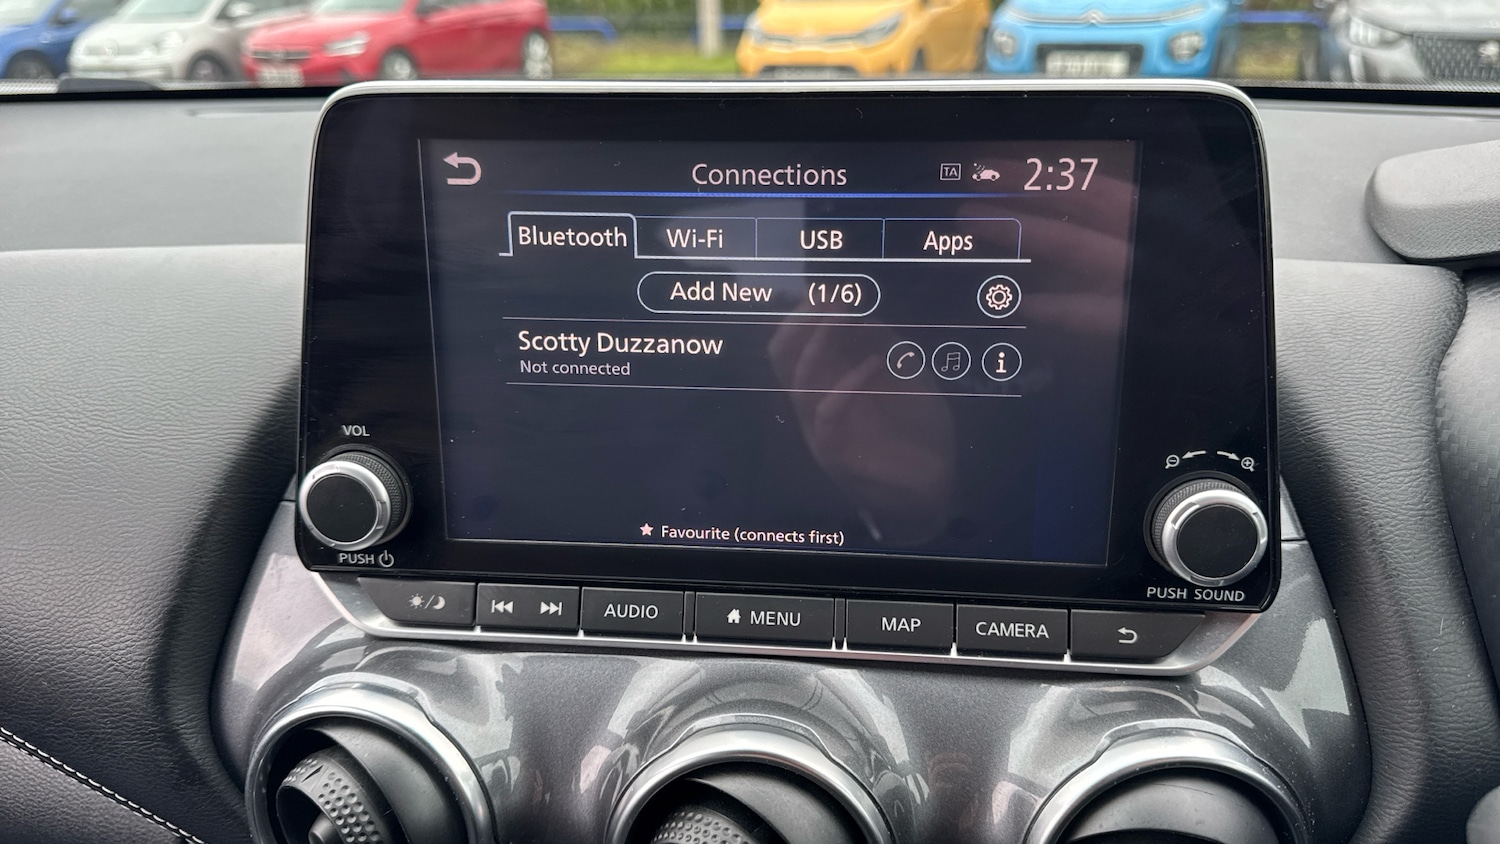 Connections
TA
2:37
Bluetooth Wi-Fi USB Apps
Add New (1/6)
Scotty Duzzanow
Not connected
i
★ Favourite (connects first)
VOL
PUSH
PUSH SOUND
AUDIO
MENU
MAP
CAMERA